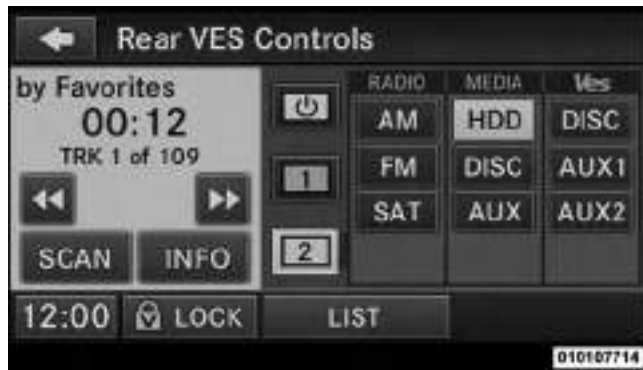 Rear VES Controls
by Favorites
00:12
TRK 1 of 109
SCAN INFO
1
2
RADIO MEDIA Ves
AM HDD DISC
FM DISC AUX1
SAT AUX AUX2
12:00 LOCK LIST
010107714